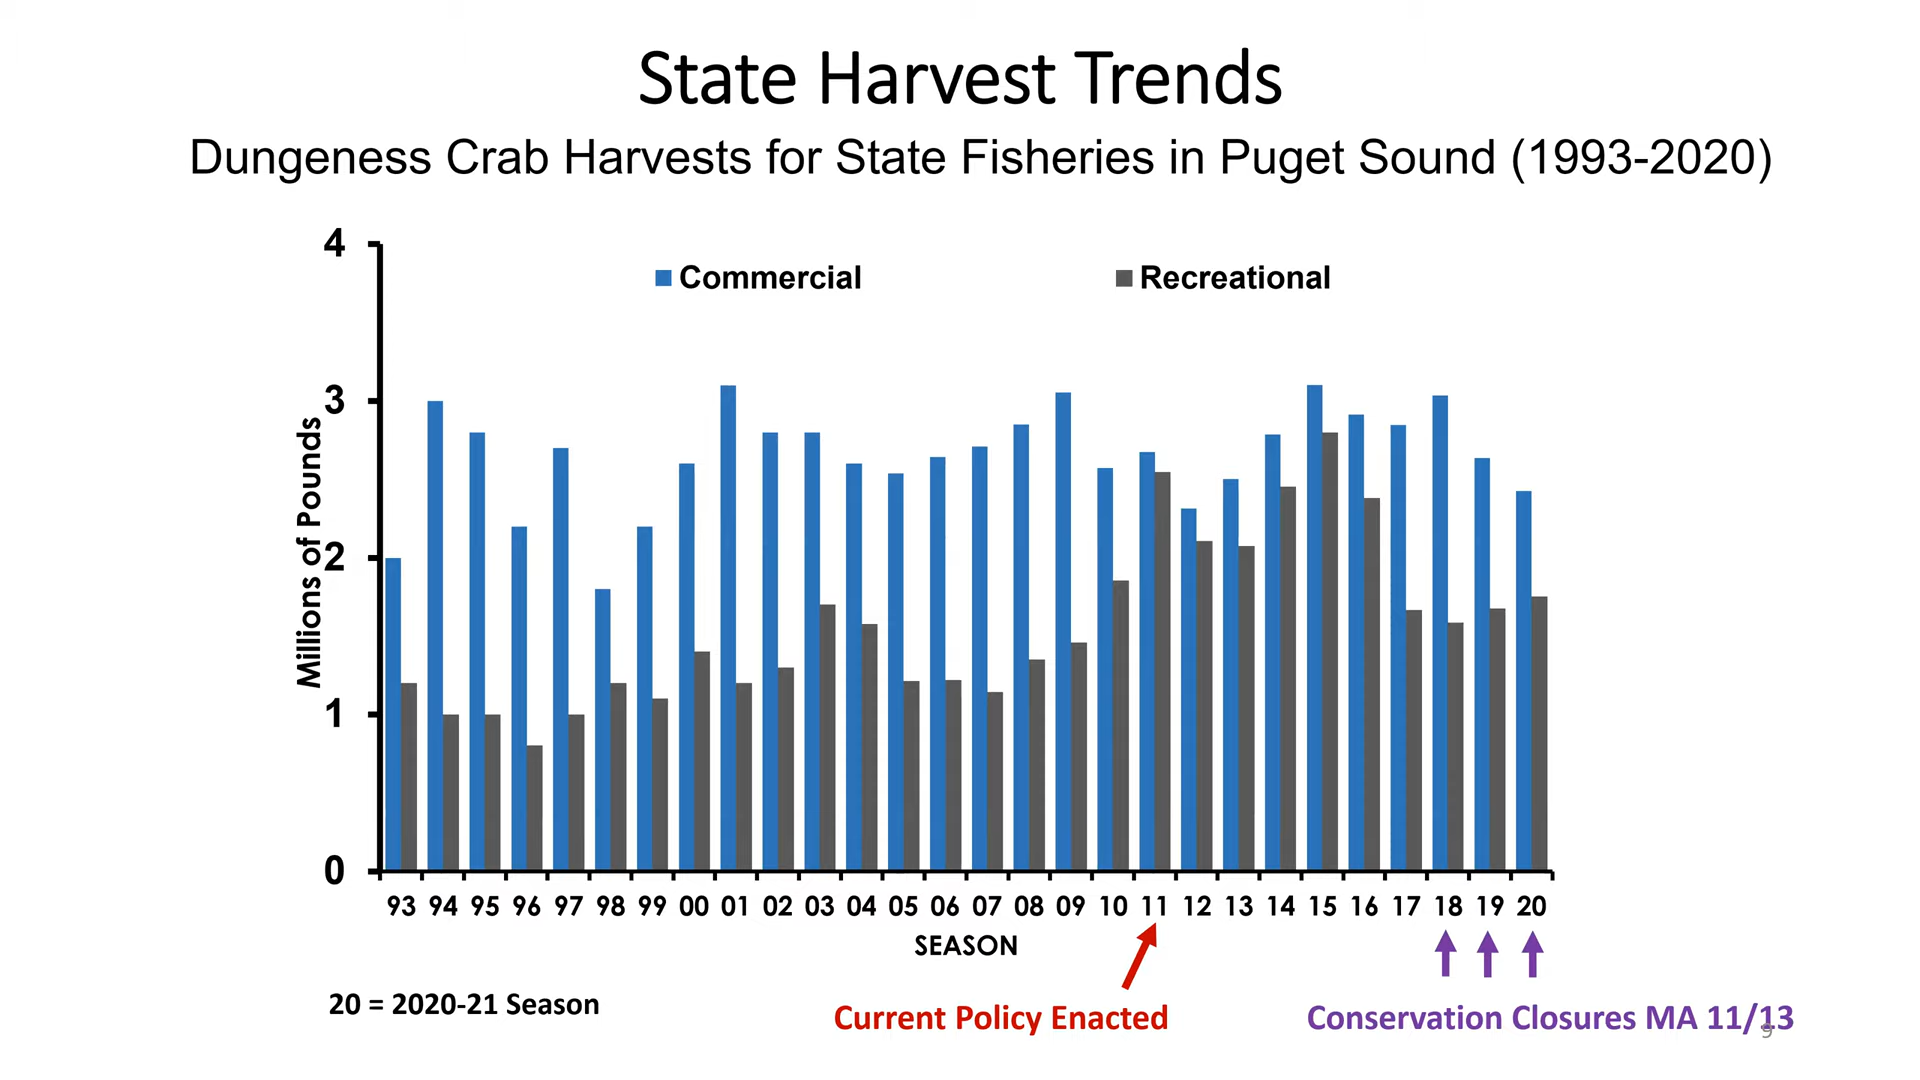 State Harvest Trends
Dungeness Crab Harvests for State Fisheries in Puget Sound (1993-2020)
4
Commercial
Recreational
3
Millions of Pounds
2
1
0
93 94 95 96 97 98 99 00 01 02 03 04 05 06 07 08 09 10 11 12 13 14 15 16 17 18 19 20
SEASON
20 = 2020-21 Season
Current Policy Enacted
Conservation Closures MA 11/13
9